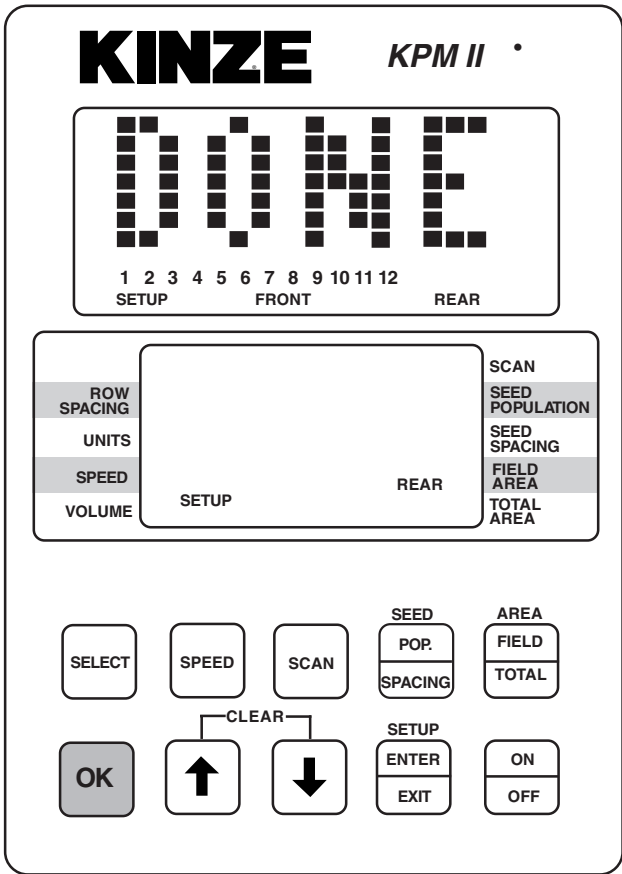 KINZE KPM II
DONE
1 2 3 4 5 6 7 8 9 10 11 12
SETUP FRONT REAR
SCAN
ROW
SPACING
SEED
POPULATION
UNITS
SEED
SPACING
SPEED
FIELD
AREA
SETUP REAR
VOLUME
TOTAL
AREA
SEED AREA
SELECT SPEED SCAN
POP.
SPACING
FIELD
TOTAL
CLEAR
SETUP
OK
ENTER
EXIT
ON
OFF